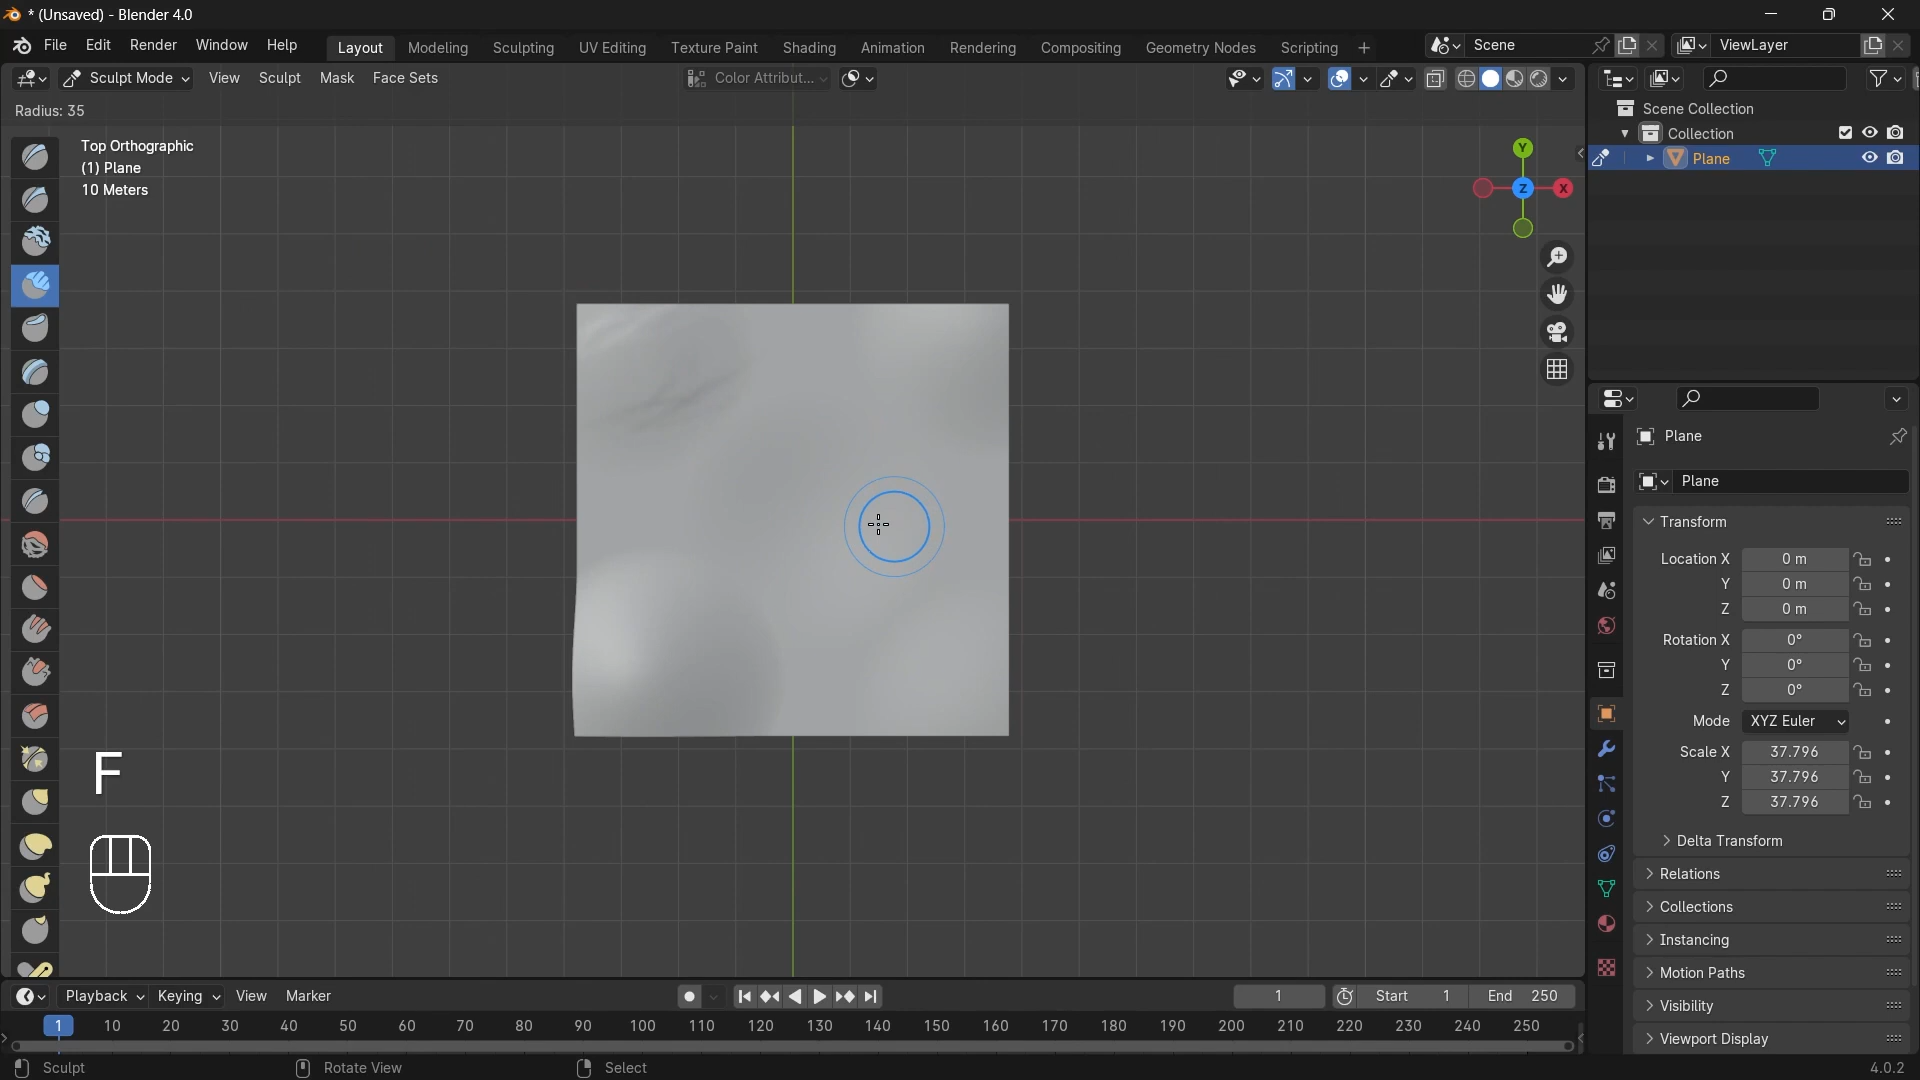 * (Unsaved) - Blender 4.0
File Edit Render Window Help Layout Modeling Sculpting UV Editing Texture Paint Shading Animation Rendering Compositing Geometry Nodes Scripting + Scene ViewLayer
Sculpt Mode View Sculpt Mask Face Sets Color Attribut...
Radius: 35
Top Orthographic
(1) Plane
10 Meters
Y
X
Z
Scene Collection
Collection
Plane
Plane
Plane
Transform
Location X 0 m
Y 0 m
Z 0 m
Rotation X 0°
Y 0°
Z 0°
Mode XYZ Euler
Scale X 37.796
Y 37.796
Z 37.796
Delta Transform
Relations
Collections
Instancing
Motion Paths
Visibility
Viewport Display
F
Playback Keying View Marker 1 Start 1 End 250
1 10 20 30 40 50 60 70 80 90 100 110 120 130 140 150 160 170 180 190 200 210 220 230 240 250
Sculpt Rotate View Select 4.0.2